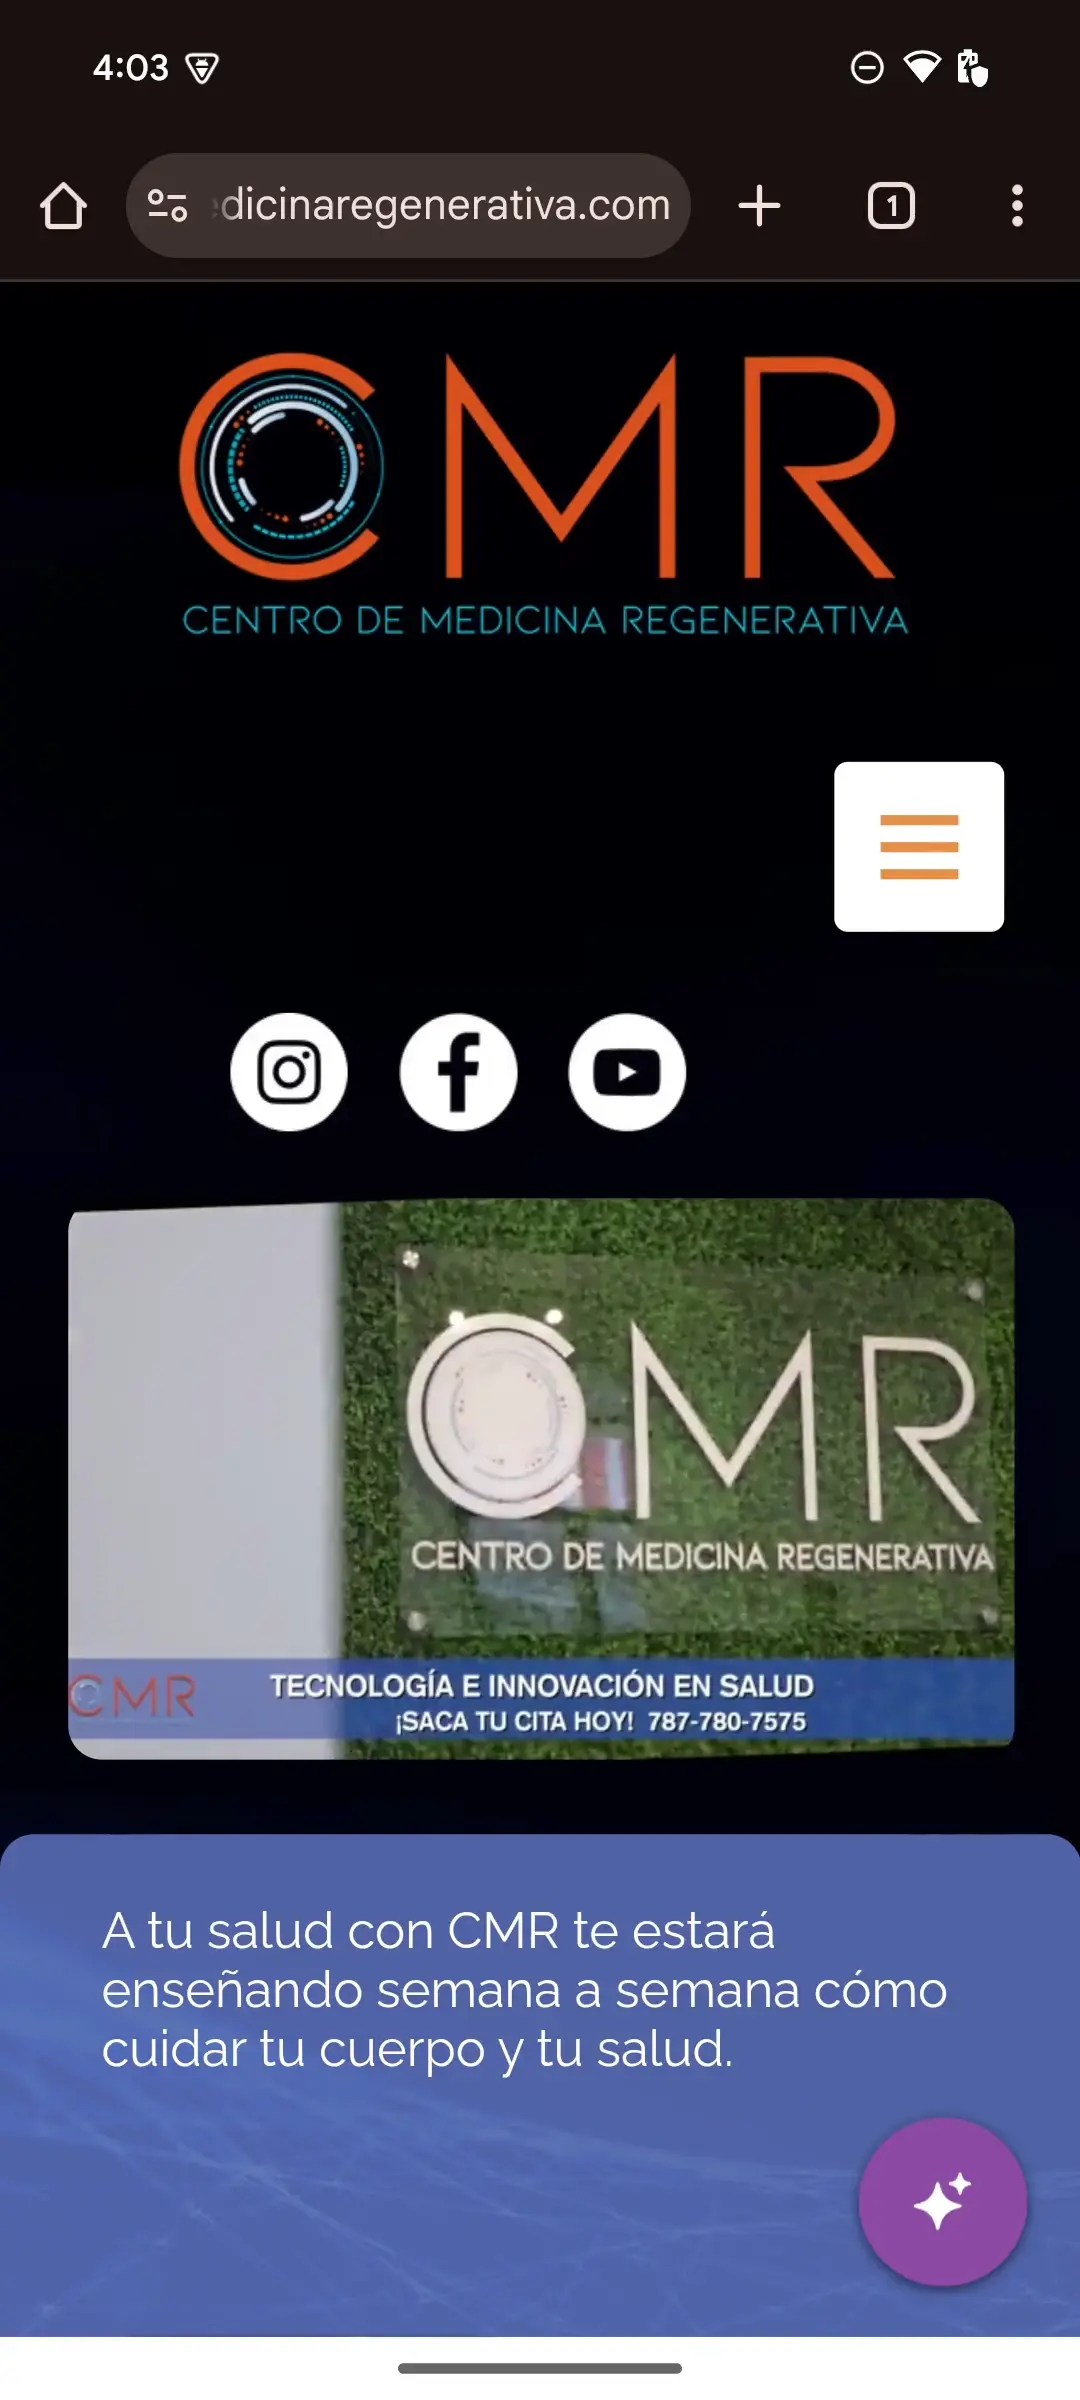 4:03
dicinaregenerativa.com
1
CMR
CENTRO DE MEDICINA REGENERATIVA
CMR
CENTRO DE MEDICINA REGENERATIVA
CMR
TECNOLOGÍA E INNOVACIÓN EN SALUD
¡SACA TU CITA HOY! 787-780-7575
A tu salud con CMR te estará
enseñando semana a semana cómo
cuidar tu cuerpo y tu salud.